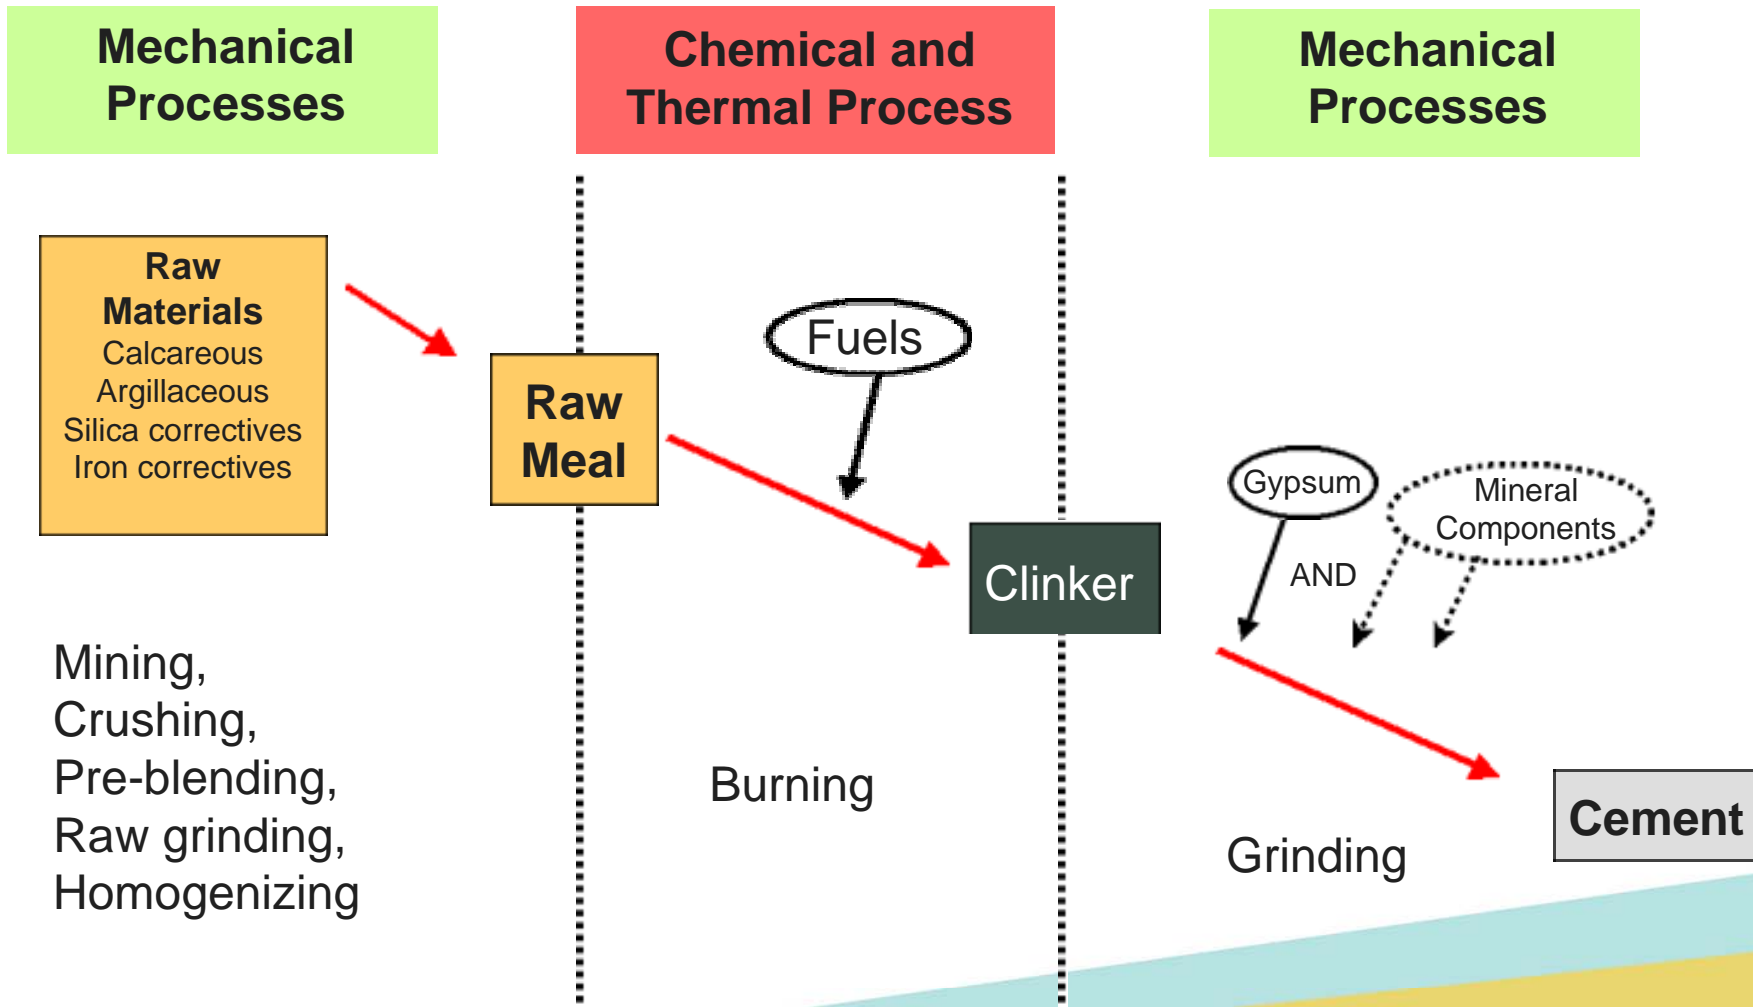 Mechanical
Processes
Chemical and
Thermal Process
Mechanical
Processes
Raw
Materials
Calcareous
Argillaceous
Silica correctives
Iron correctives
Raw
Meal
Fuels
Clinker
Gypsum
AND
Mineral
Components
Cement
Mining,
Crushing,
Pre-blending,
Raw grinding,
Homogenizing
Burning
Grinding